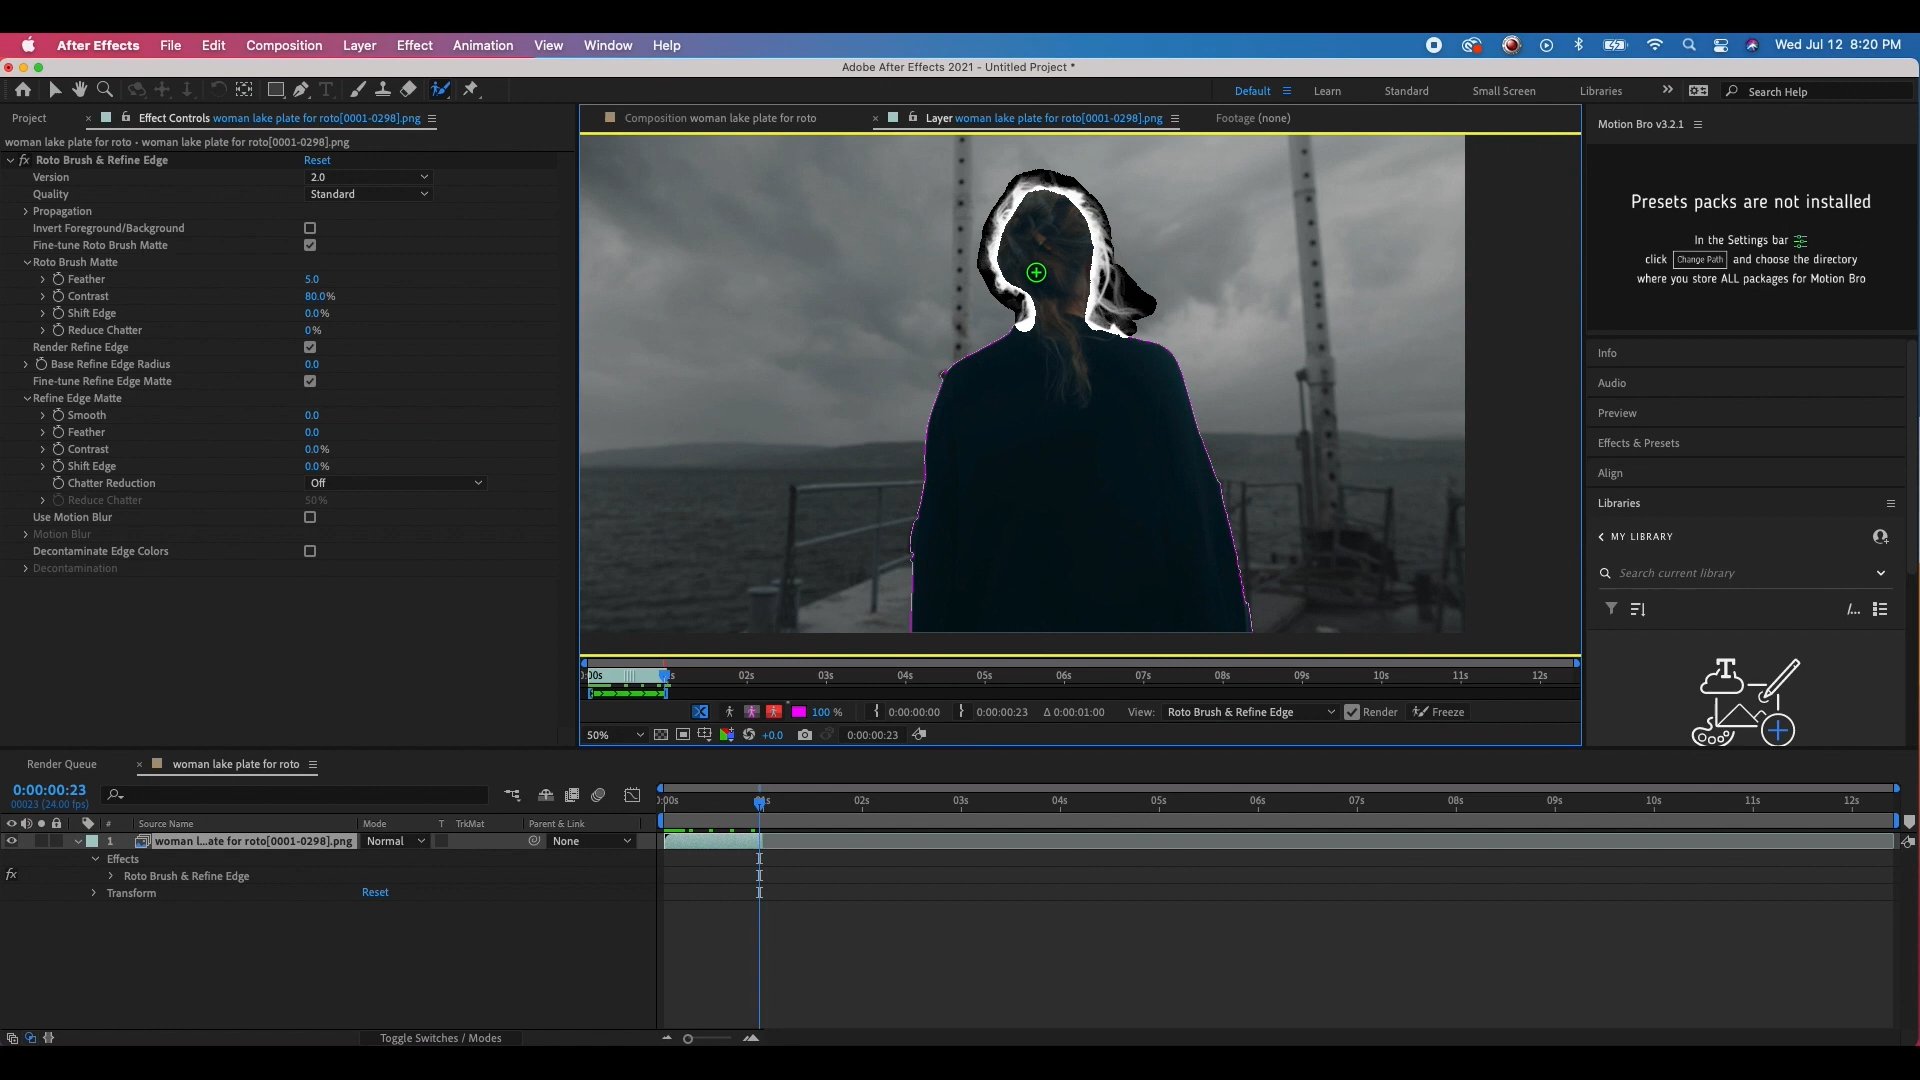 After Effects File Edit Composition Layer Effect Animation View Window Help Wed Jul 12 8:20 PM
Adobe After Effects 2021 - Untitled Project *
Default Learn Standard Small Screen Libraries Search Help
Project Effect Controls woman lake plate for roto[0001-0298].png
Composition woman lake plate for roto Layer woman lake plate for roto[0001-0298].png Footage (none)
Motion Bro v3.2.1
woman lake plate for roto • woman lake plate for roto[0001-0298].png
fx Roto Brush & Refine Edge Reset
Version 2.0
Quality Standard
Propagation
Invert Foreground/Background
Fine-tune Roto Brush Matte
Roto Brush Matte
Feather 5.0
Contrast 80.0%
Shift Edge 0.0%
Reduce Chatter 0%
Render Refine Edge
Base Refine Edge Radius 0.0
Fine-tune Refine Edge Matte
Refine Edge Matte
Smooth 0.0
Feather 0.0
Contrast 0.0%
Shift Edge 0.0%
Chatter Reduction Off
Reduce Chatter 50%
Use Motion Blur
Motion Blur
Decontaminate Edge Colors
Decontamination
Presets packs are not installed
In the Settings bar
click Change Path and choose the directory
where you store ALL packages for Motion Bro
Info
Audio
Preview
Effects & Presets
Align
Libraries
MY LIBRARY
Search current library
/...
02s 03s 04s 05s 06s 07s 08s 09s 10s 11s 12s
100 % 0:00:00:00 0:00:00:23 Δ 0:00:01:00 View: Roto Brush & Refine Edge Render Freeze
50% +0.0 0:00:00:23
Render Queue woman lake plate for roto
0:00:00:23
00023 (24.00 fps)
02s 03s 04s 05s 06s 07s 08s 09s 10s 11s 12s
# Source Name Mode T TrkMat Parent & Link
1 woman l...ate for roto[0001-0298].png Normal None
Effects
fx Roto Brush & Refine Edge
Transform Reset
Toggle Switches / Modes